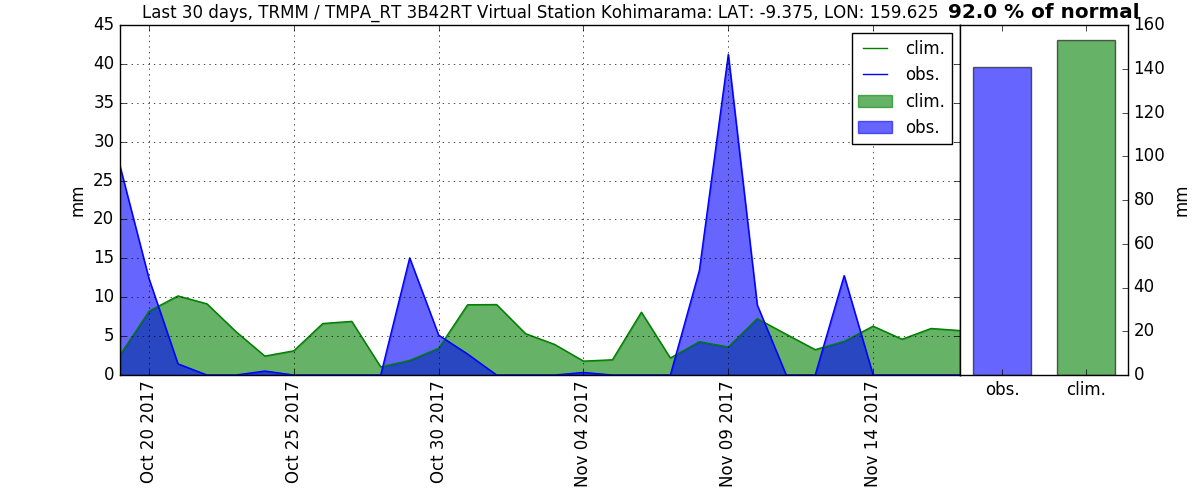 Last 30 days, TRMM / TMPA_RT 3B42RT Virtual Station Kohimarama: LAT: -9.375, LON: 159.625 92.0 % of normal
45
40
35
30
25
20
15
10
5
0
mm
clim.
obs.
clim.
obs.
Oct 20 2017
Oct 25 2017
Oct 30 2017
Nov 04 2017
Nov 09 2017
Nov 14 2017
160
140
120
100
80
60
40
20
0
mm
obs. clim.